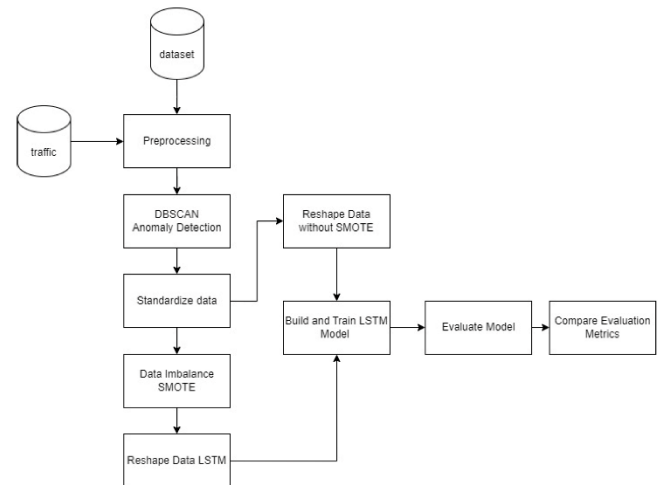 dataset
traffic
Preprocessing
DBSCAN
Anomaly Detection
Reshape Data
without SMOTE
Standardize data
Build and Train LSTM
Model
Evaluate Model
Compare Evaluation
Metrics
Data Imbalance
SMOTE
Reshape Data LSTM